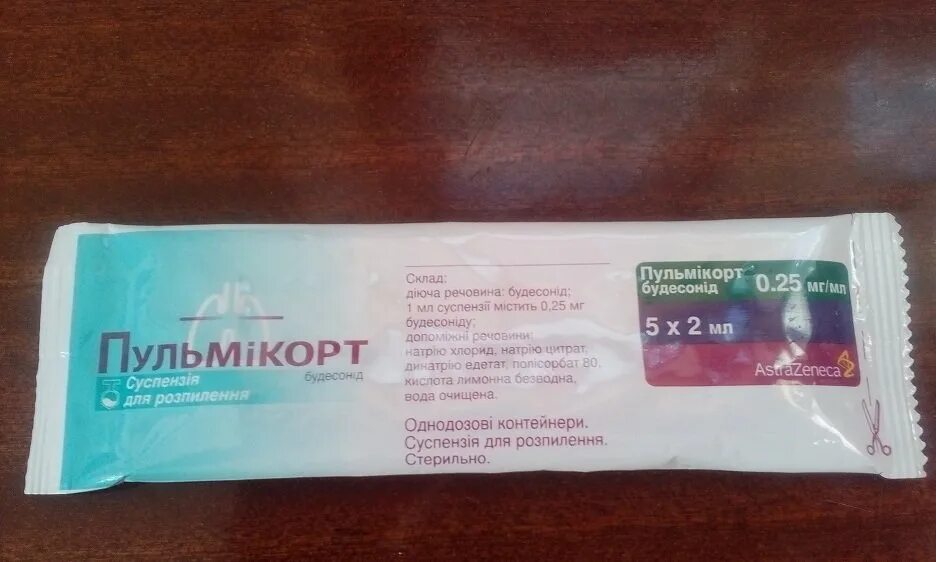 Пульмікорт
будесонід
Суспензія
для розпилення
Склад:
діюча речовина: будесонід;
1 мл суспензії містить 0,25 мг
будесоніду;
допоміжні речовини:
натрію хлорид, натрію цитрат,
динатрію едетат, полісорбат 80,
кислота лимонна безводна,
вода очищена.
Однодозові контейнери.
Суспензія для розпилення.
Стерильно.
Пульмікорт
будесонід 0.25 мг/мл
5 x 2 мл
AstraZeneca